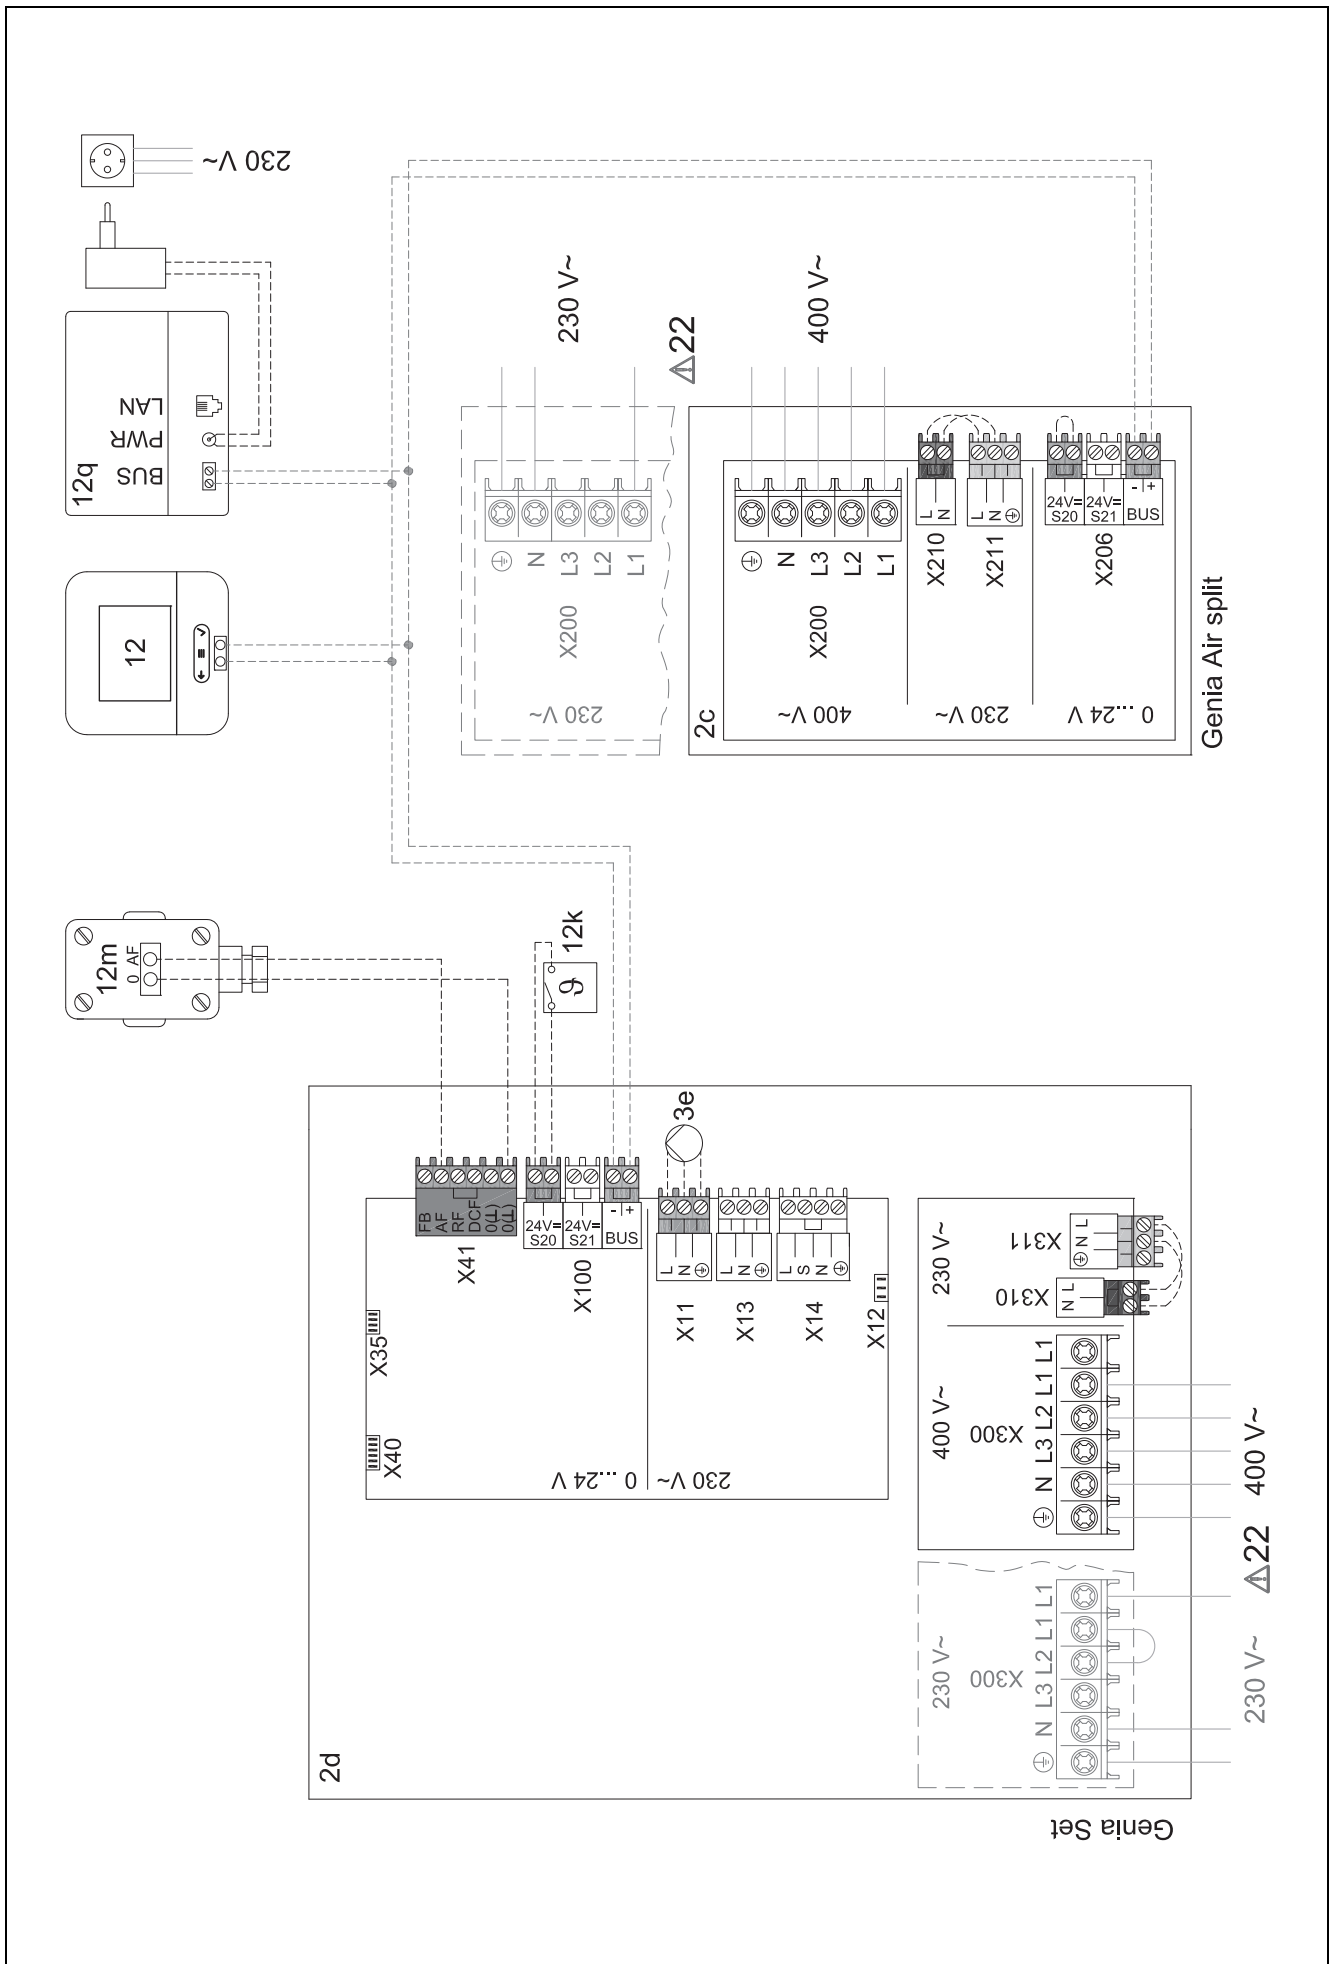 230 V~
12q
LAN
PWR
BUS
12
230 V~
⚠22
400 V~
N
L3
L2
L1
X200
230 V~
2c
N
L3
L2
L1
X200
400 V~
L
N
X210
L
N
X211
230 V~
24V=
S20
24V=
S21
- +
BUS
X206
0 ...24 V
Genia Air split
12m
0 AF
12k
ϑ
2d
FB
AF
RF
DCF
0(⊥)
0(⊥)
X41
24V=
S20
24V=
S21
- +
BUS
X100
3e
L
N
X11
L
N
X13
L
S
N
X14
X12
X35
X40
0 ...24 V
230 V~
230 V~
N L
X311
N L
X310
400 V~
X300
N L3 L2 L1 L1
400 V~
⚠22
230 V~
X300
N L3 L2 L1 L1
230 V~
Genia Set